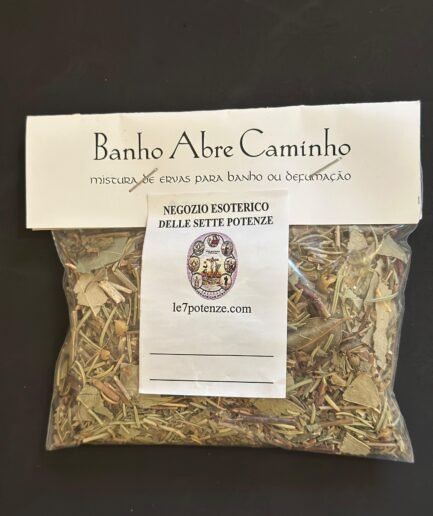 Banho Abre Caminho
mistura de ervas para banho ou defumação
NEGOZIO ESOTERICO
DELLE SETTE POTENZE
le7potenze.com